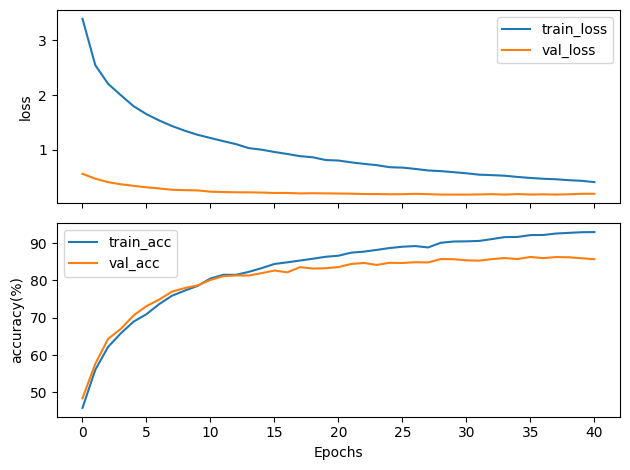 3
2
1
loss
train_loss
val_loss
90
80
70
60
50
accuracy(%)
train_acc
val_acc
0 5 10 15 20 25 30 35 40
Epochs